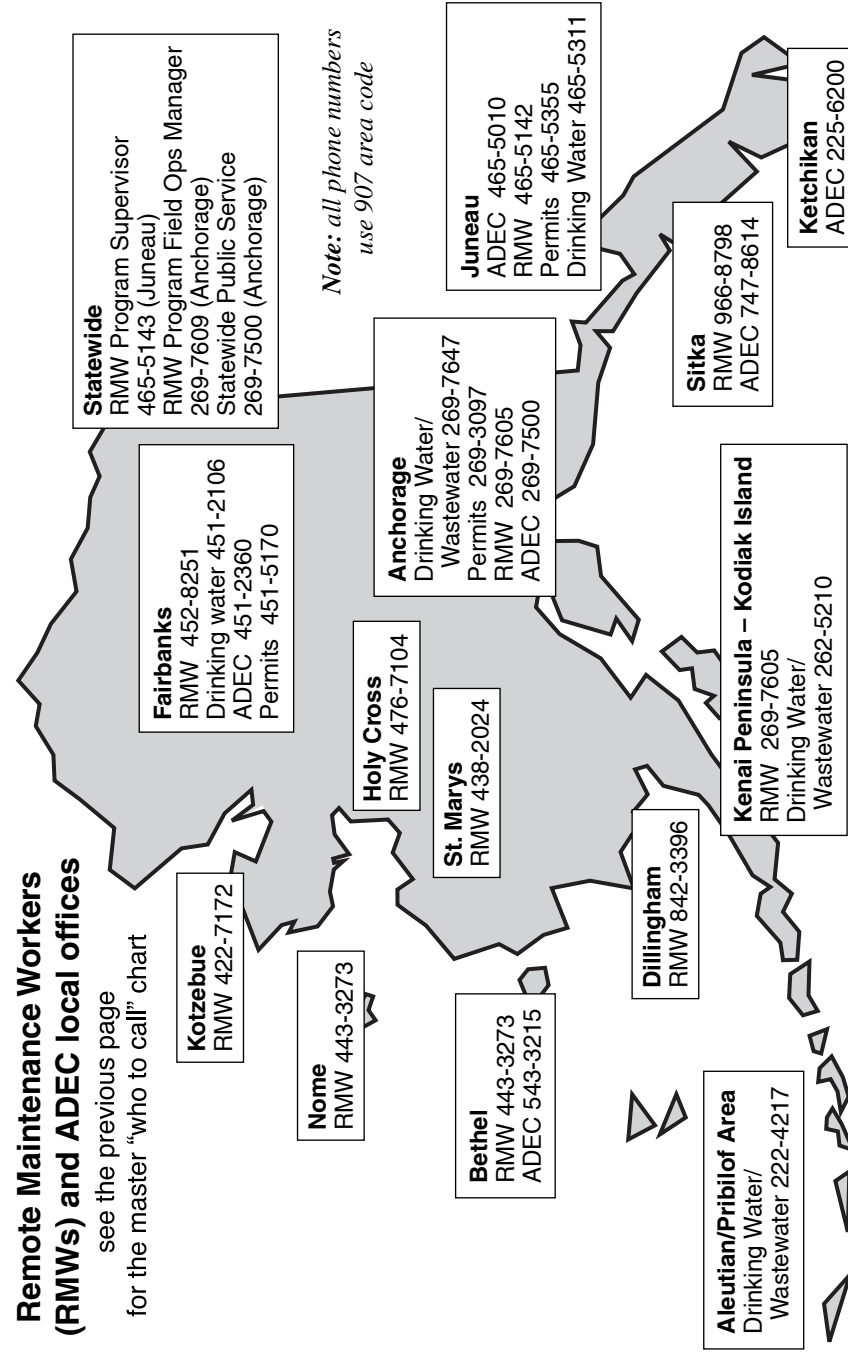 Remote Maintenance Workers
(RMWs) and ADEC local offices
see the previous page
for the master “who to call” chart
Statewide
RMW Program Supervisor
465-5143 (Juneau)
RMW Program Field Ops Manager
269-7609 (Anchorage)
Statewide Public Service
269-7500 (Anchorage)
Note: all phone numbers
use 907 area code
Kotzebue
RMW 422-7172
Fairbanks
RMW 452-8251
Drinking water 451-2106
ADEC 451-2360
Permits 451-5170
Nome
RMW 443-3273
Holy Cross
RMW 476-7104
Anchorage
Drinking Water/
Wastewater 269-7647
Permits 269-3097
RMW 269-7605
ADEC 269-7500
Juneau
ADEC 465-5010
RMW 465-5142
Permits 465-5355
Drinking Water 465-5311
St. Marys
RMW 438-2024
Bethel
RMW 443-3273
ADEC 543-3215
Dillingham
RMW 842-3396
Sitka
RMW 966-8798
ADEC 747-8614
Aleutian/Pribilof Area
Drinking Water/
Wastewater 222-4217
Kenai Peninsula – Kodiak Island
RMW 269-7605
Drinking Water/
Wastewater 262-5210
Ketchikan
ADEC 225-6200